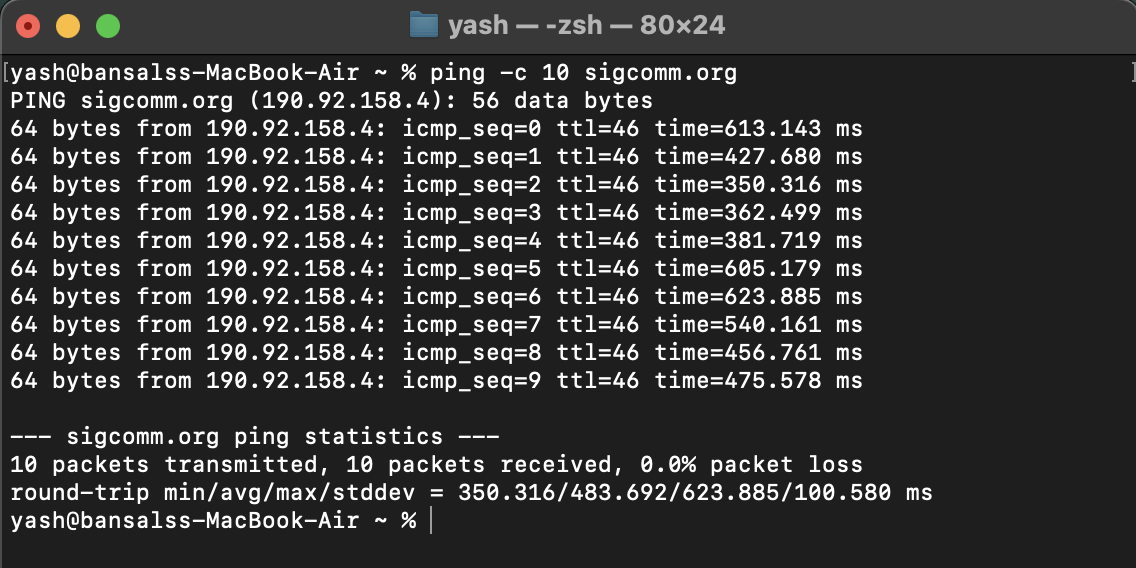 yash — -zsh — 80×24
[yash@bansalss-MacBook-Air ~ % ping -c 10 sigcomm.org ]
PING sigcomm.org (190.92.158.4): 56 data bytes
64 bytes from 190.92.158.4: icmp_seq=0 ttl=46 time=613.143 ms
64 bytes from 190.92.158.4: icmp_seq=1 ttl=46 time=427.680 ms
64 bytes from 190.92.158.4: icmp_seq=2 ttl=46 time=350.316 ms
64 bytes from 190.92.158.4: icmp_seq=3 ttl=46 time=362.499 ms
64 bytes from 190.92.158.4: icmp_seq=4 ttl=46 time=381.719 ms
64 bytes from 190.92.158.4: icmp_seq=5 ttl=46 time=605.179 ms
64 bytes from 190.92.158.4: icmp_seq=6 ttl=46 time=623.885 ms
64 bytes from 190.92.158.4: icmp_seq=7 ttl=46 time=540.161 ms
64 bytes from 190.92.158.4: icmp_seq=8 ttl=46 time=456.761 ms
64 bytes from 190.92.158.4: icmp_seq=9 ttl=46 time=475.578 ms
--- sigcomm.org ping statistics ---
10 packets transmitted, 10 packets received, 0.0% packet loss
round-trip min/avg/max/stddev = 350.316/483.692/623.885/100.580 ms
yash@bansalss-MacBook-Air ~ %